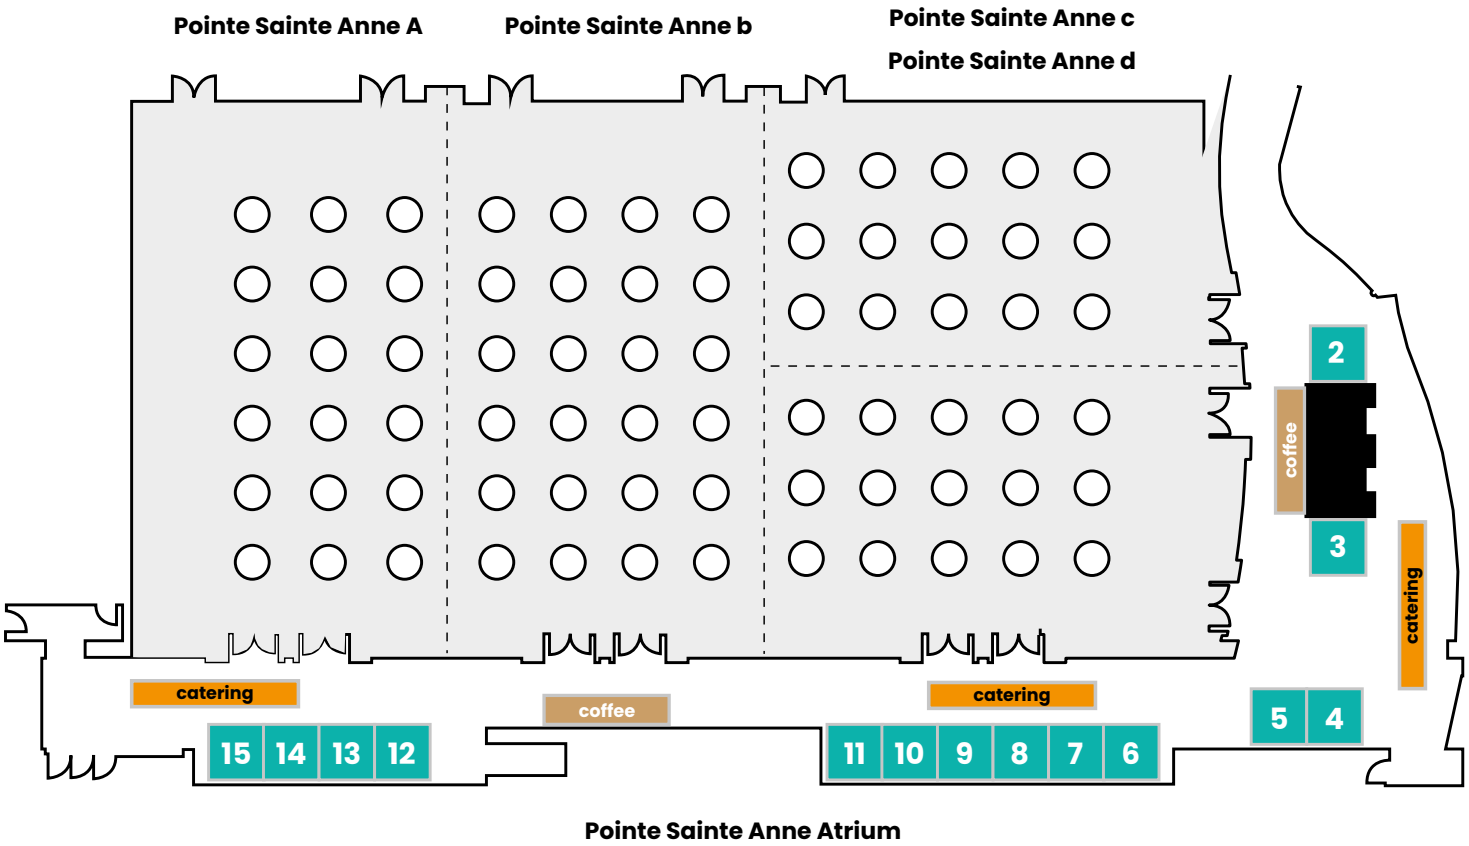 Pointe Sainte Anne A
Pointe Sainte Anne b
Pointe Sainte Anne c
Pointe Sainte Anne d
2
coffee
3
catering
catering
coffee
catering
5 4
15 14 13 12
11 10 9 8 7 6
Pointe Sainte Anne Atrium